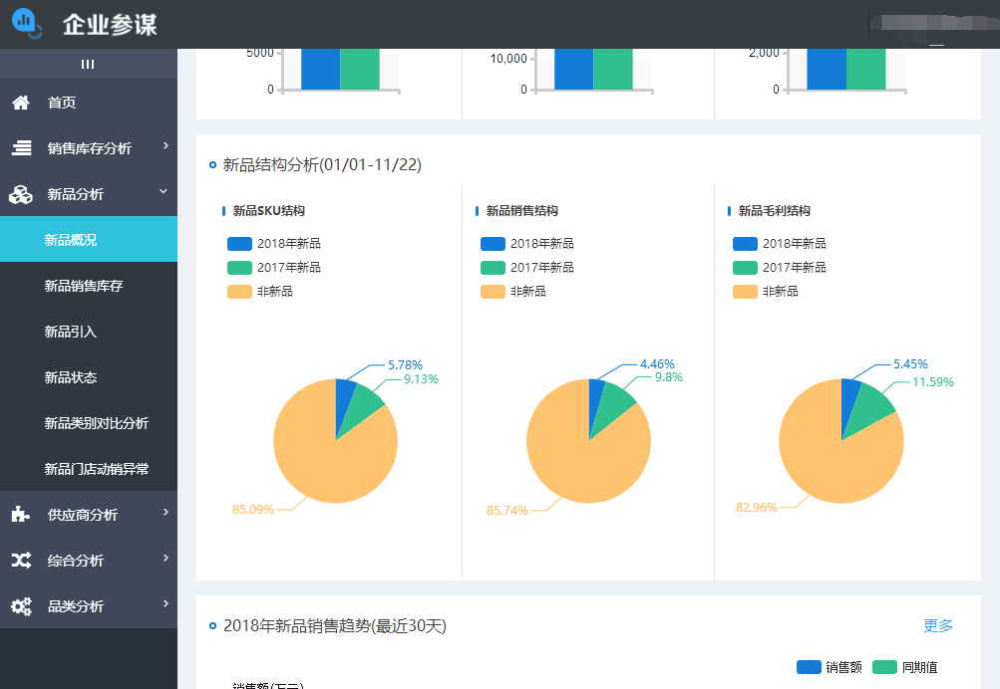 企业参谋
首页
销售库存分析
新品分析
新品概况
新品销售库存
新品引入
新品状态
新品类别对比分析
新品门店动销异常
供应商分析
综合分析
品类分析
5000
0
10,000
0
2,000
0
新品结构分析(01/01-11/22)
新品SKU结构
2018年新品
2017年新品
非新品
5.78%
9.13%
85.09%
新品销售结构
2018年新品
2017年新品
非新品
4.46%
9.8%
85.74%
新品毛利结构
2018年新品
2017年新品
非新品
5.45%
11.59%
82.96%
2018年新品销售趋势(最近30天)
更多
销售额 同期值
销售额(万元)